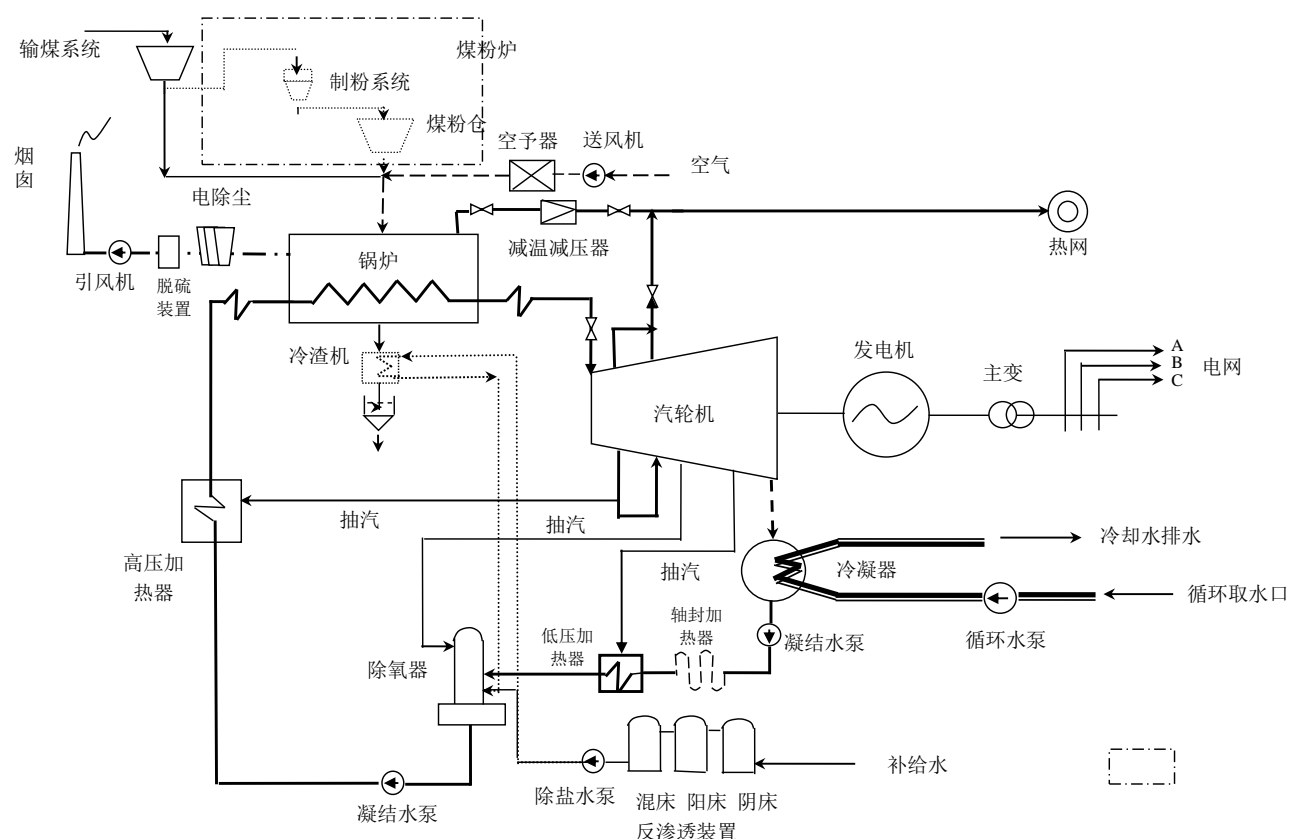 输煤系统
煤粉炉
制粉系统
煤粉仓
空予器
送风机
空气
烟
囱
电除尘
减温减压器
热网
锅炉
引风机
脱硫
装置
冷渣机
发电机
主变
A
B
C
电网
汽轮机
抽汽
抽汽
抽汽
冷却水排水
高压加
热器
冷凝器
循环取水口
轴封加
热器
低压加
热器
凝结水泵
循环水泵
除氧器
补给水
除盐水泵
混床 阳床 阴床
凝结水泵
反渗透装置